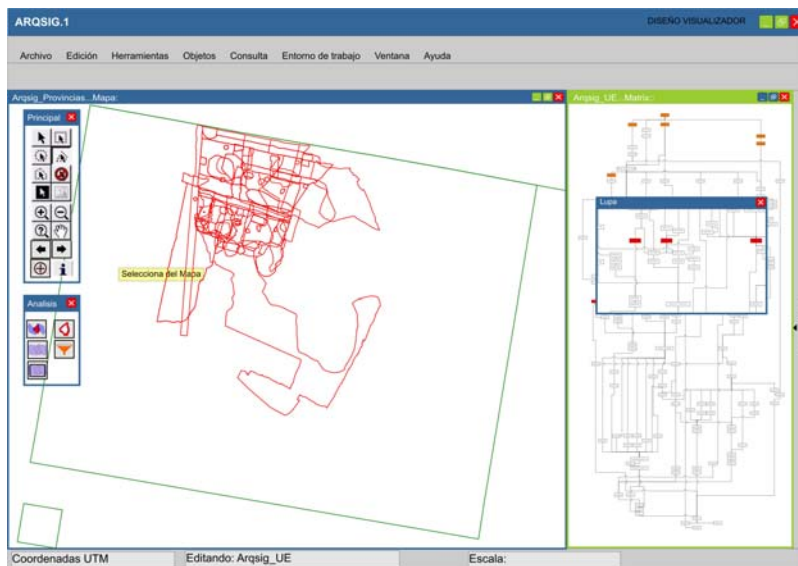 ARQSIG.1
DISEÑO VISUALIZADOR
Archivo Edición Herramientas Objetos Consulta Entorno de trabajo Ventana Ayuda
Arqsig_Provincias...Mapa:
Arqsig_UE...Matrix::
Principal
Lupa
Selecciona del Mapa
Analisis
Coordenadas UTM
Editando: Arqsig_UE
Escala: